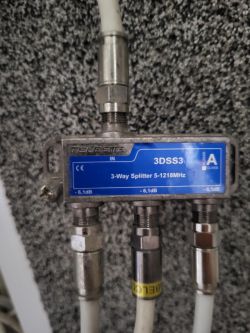 IN
3DSS3
A
3-Way Splitter 5-1218MHz
- 6,1dB
- 6,1dB
- 6,1dB